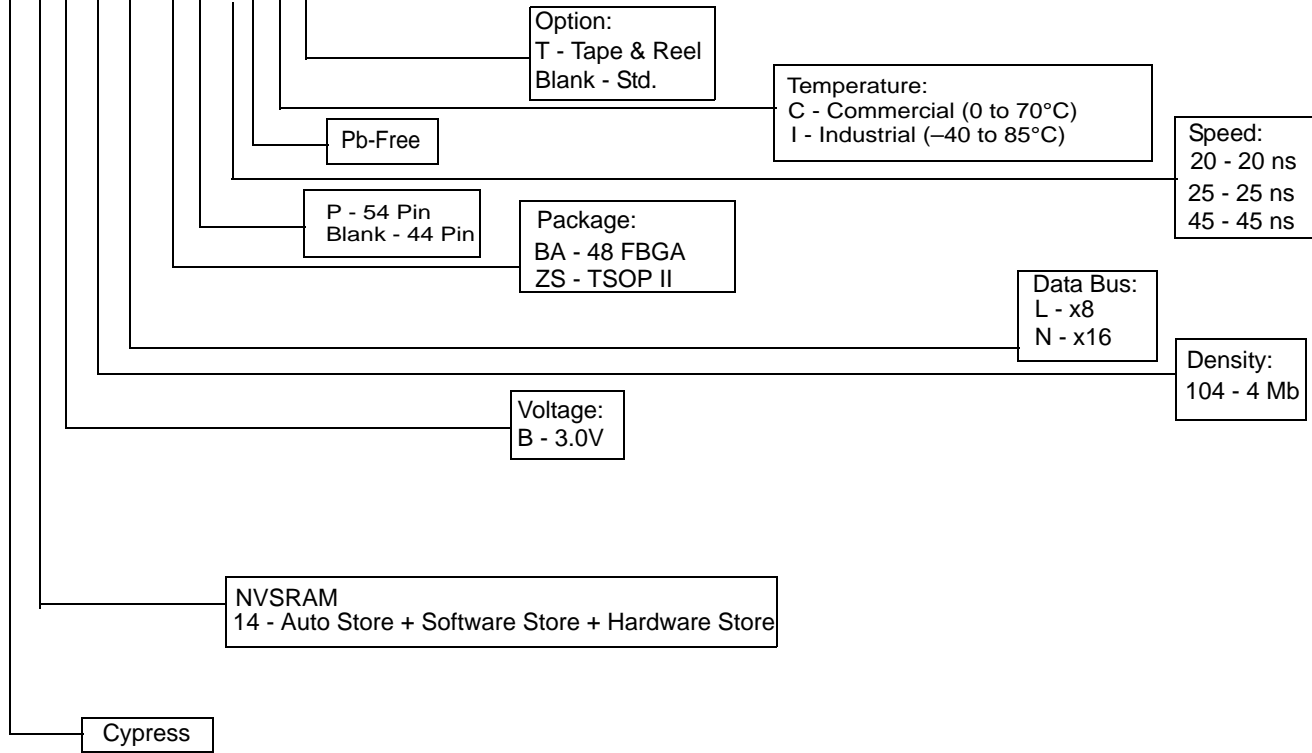 Option:
T - Tape & Reel
Blank - Std.
Temperature:
C - Commercial (0 to 70°C)
I - Industrial (–40 to 85°C)
Pb-Free
Speed:
20 - 20 ns
25 - 25 ns
45 - 45 ns
P - 54 Pin
Blank - 44 Pin
Package:
BA - 48 FBGA
ZS - TSOP II
Data Bus:
L - x8
N - x16
Density:
104 - 4 Mb
Voltage:
B - 3.0V
NVSRAM
14 - Auto Store + Software Store + Hardware Store
Cypress